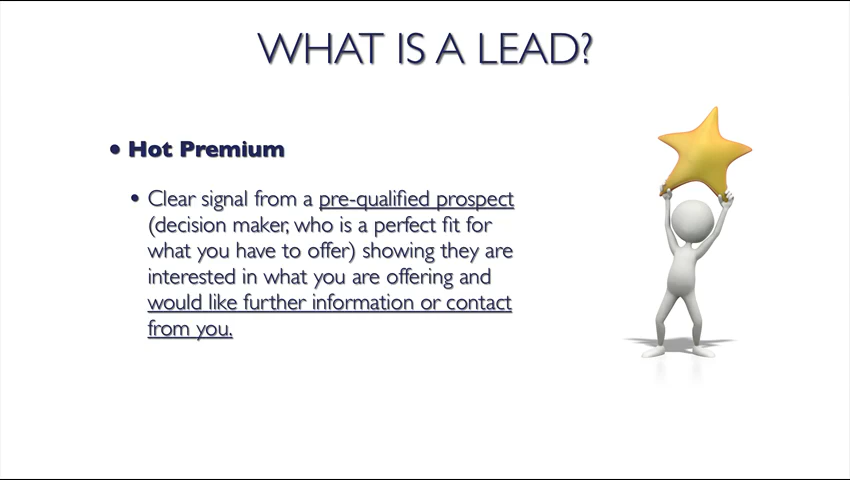 WHAT IS A LEAD?
• Hot Premium
• Clear signal from a pre-qualified prospect
(decision maker, who is a perfect fit for
what you have to offer) showing they are
interested in what you are offering and
would like further information or contact
from you.